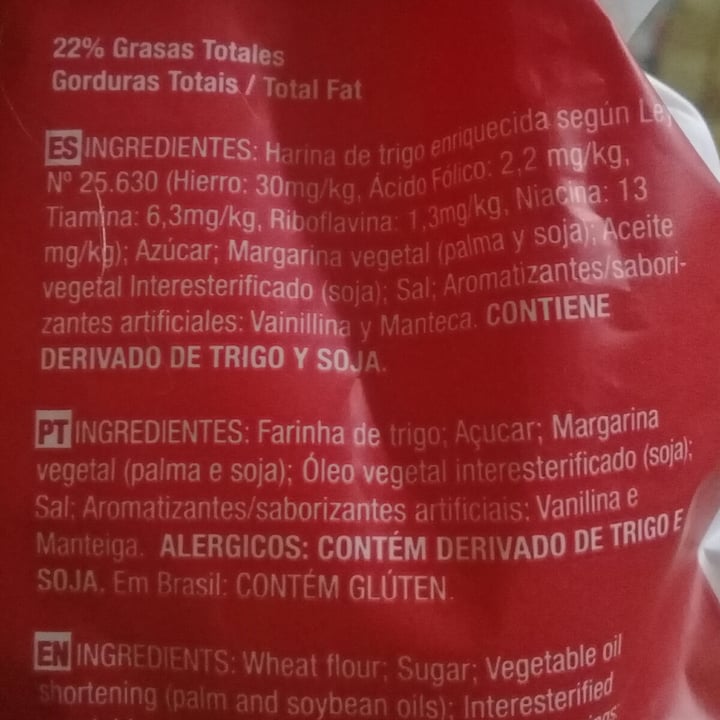 22% Grasas Totales
Gorduras Totais / Total Fat
ES INGREDIENTES: Harina de trigo enriquecida según Le
Nº 25.630 (Hierro: 30mg/kg, Ácido Fólico: 2,2 mg/kg,
Tiamina: 6,3mg/kg, Riboflavina: 1,3mg/kg, Niacina: 13
mg/kg); Azúcar; Margarina vegetal (palma y soja); Aceite
vegetal Interesterificado (soja); Sal; Aromatizantes/sabori-
zantes artificiales: Vainillina y Manteca. CONTIENE
DERIVADO DE TRIGO Y SOJA.
PT INGREDIENTES: Farinha de trigo; Açucar; Margarina
vegetal (palma e soja); Óleo vegetal interesterificado (soja);
Sal; Aromatizantes/saborizantes artificiais: Vanilina e
Manteiga. ALERGICOS: CONTÉM DERIVADO DE TRIGO E
SOJA. Em Brasil: CONTÉM GLÚTEN.
EN INGREDIENTS: Wheat flour; Sugar; Vegetable oil
shortening (palm and soybean oils); Interesterified